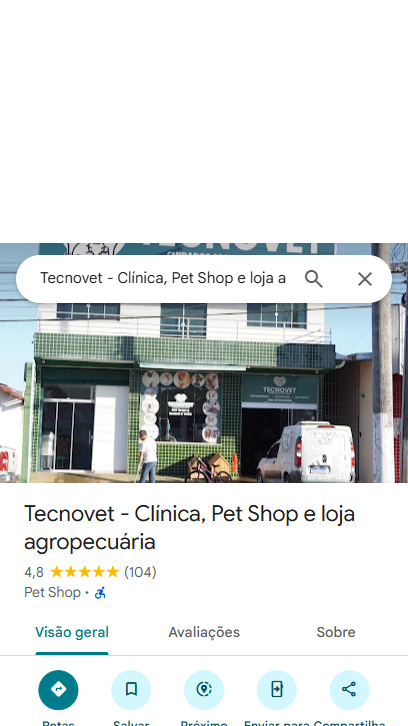 TECNOVET
Tecnovet - Clínica, Pet Shop e loja a
TECNOVET
TECNOVET
Tecnovet - Clínica, Pet Shop e loja
agropecuária
4,8 ★★★★★ (104)
Pet Shop ·
Visão geral
Avaliações
Sobre
Rotas
Salvar
Próximo
Enviar para
Compartilha